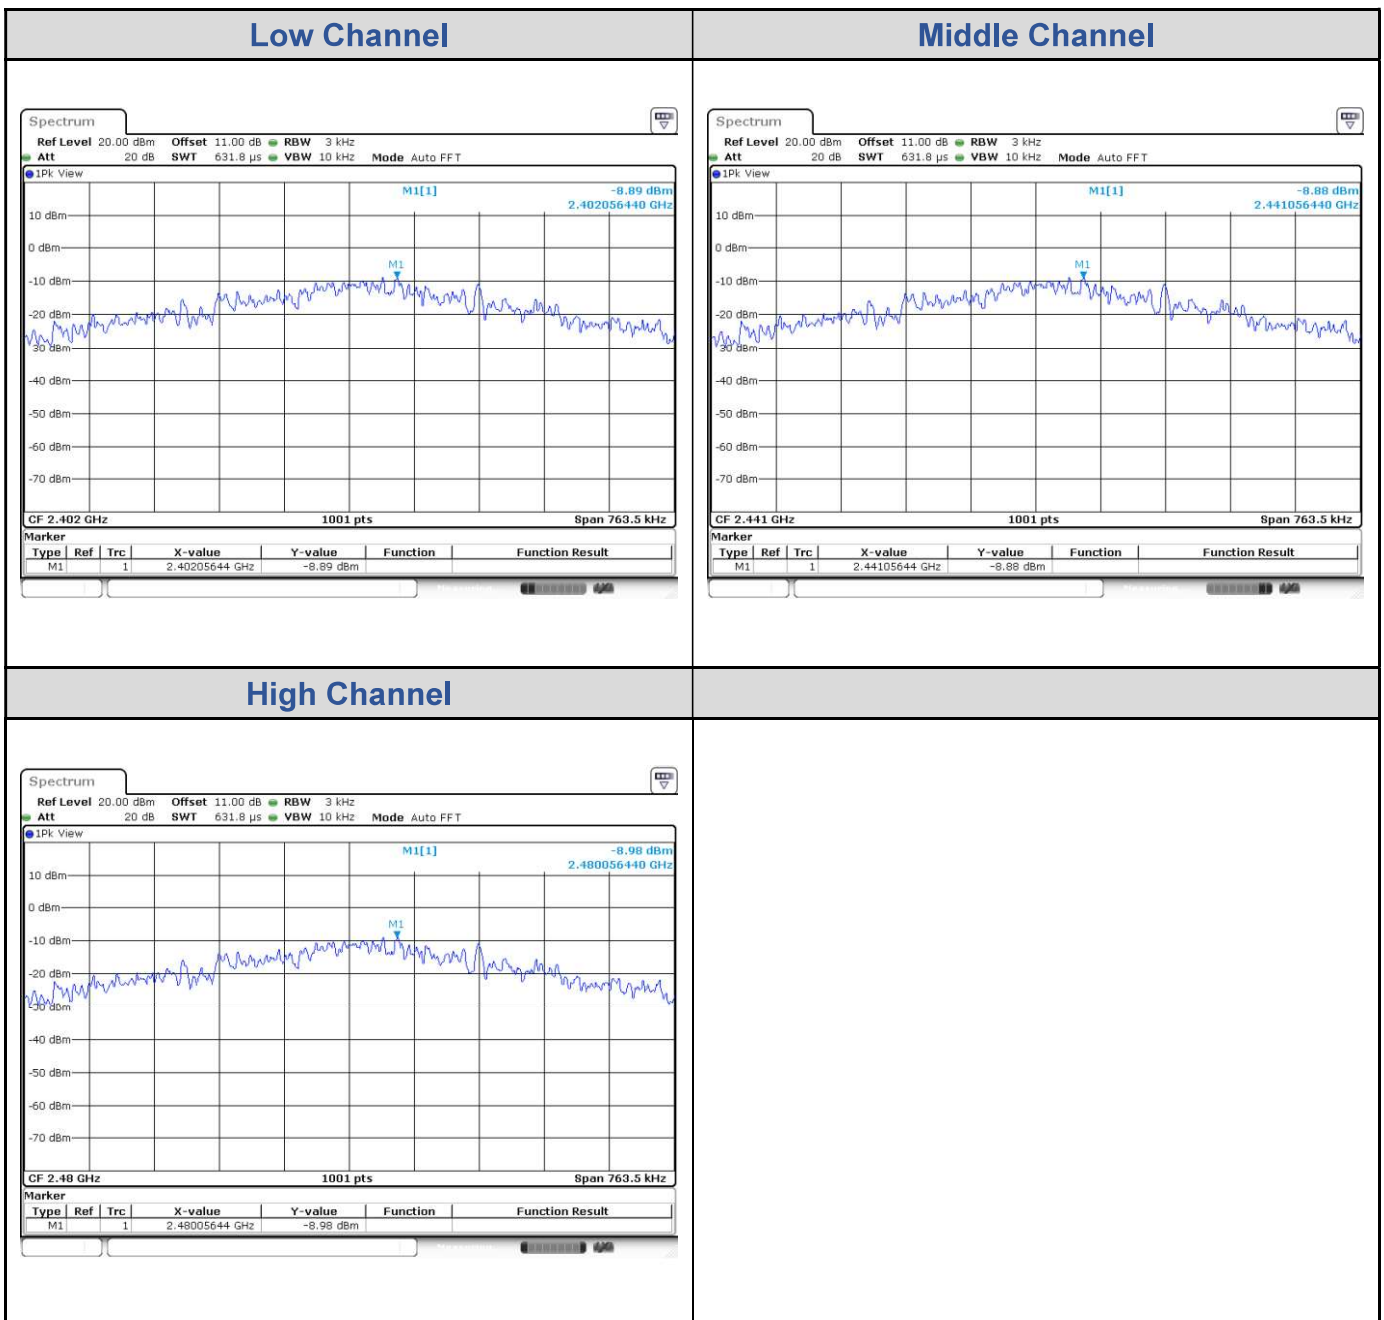 Low Channel
Middle Channel
Spectrum
Ref Level 20.00 dBm Offset 11.00 dB RBW 3 kHz
Att 20 dB SWT 631.8 µs VBW 10 kHz Mode Auto FFT
1Pk View
M1[1] -8.89 dBm
2.402056440 GHz
10 dBm
0 dBm
M1
-10 dBm
-20 dBm
-30 dBm
-40 dBm
-50 dBm
-60 dBm
-70 dBm
CF 2.402 GHz 1001 pts Span 763.5 kHz
Marker
Type Ref Trc X-value Y-value Function Function Result
M1 1 2.40205644 GHz -8.89 dBm
Spectrum
Ref Level 20.00 dBm Offset 11.00 dB RBW 3 kHz
Att 20 dB SWT 631.8 µs VBW 10 kHz Mode Auto FFT
1Pk View
M1[1] -8.88 dBm
2.441056440 GHz
10 dBm
0 dBm
M1
-10 dBm
-20 dBm
-30 dBm
-40 dBm
-50 dBm
-60 dBm
-70 dBm
CF 2.441 GHz 1001 pts Span 763.5 kHz
Marker
Type Ref Trc X-value Y-value Function Function Result
M1 1 2.44105644 GHz -8.88 dBm
High Channel
Spectrum
Ref Level 20.00 dBm Offset 11.00 dB RBW 3 kHz
Att 20 dB SWT 631.8 µs VBW 10 kHz Mode Auto FFT
1Pk View
M1[1] -8.98 dBm
2.480056440 GHz
10 dBm
0 dBm
M1
-10 dBm
-20 dBm
-30 dBm
-40 dBm
-50 dBm
-60 dBm
-70 dBm
CF 2.48 GHz 1001 pts Span 763.5 kHz
Marker
Type Ref Trc X-value Y-value Function Function Result
M1 1 2.48005644 GHz -8.98 dBm